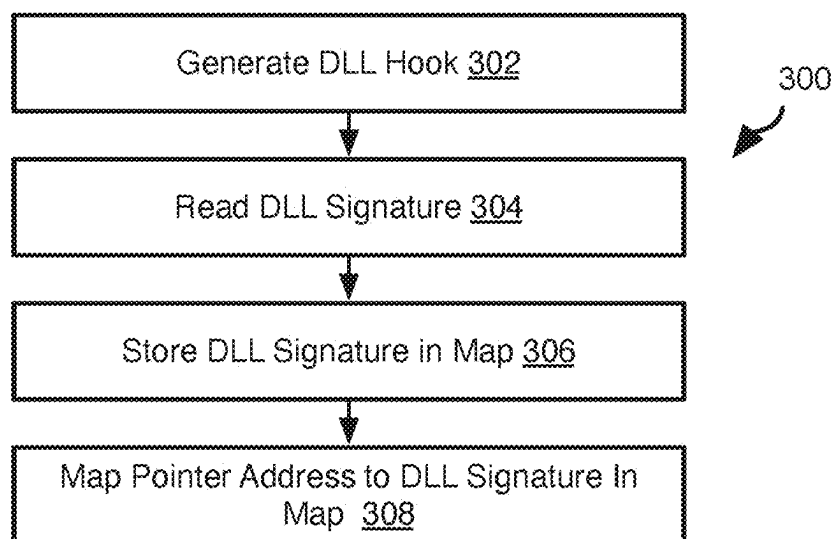 Generate DLL Hook 302
300
Read DLL Signature 304
Store DLL Signature in Map 306
Map Pointer Address to DLL Signature In
Map 308